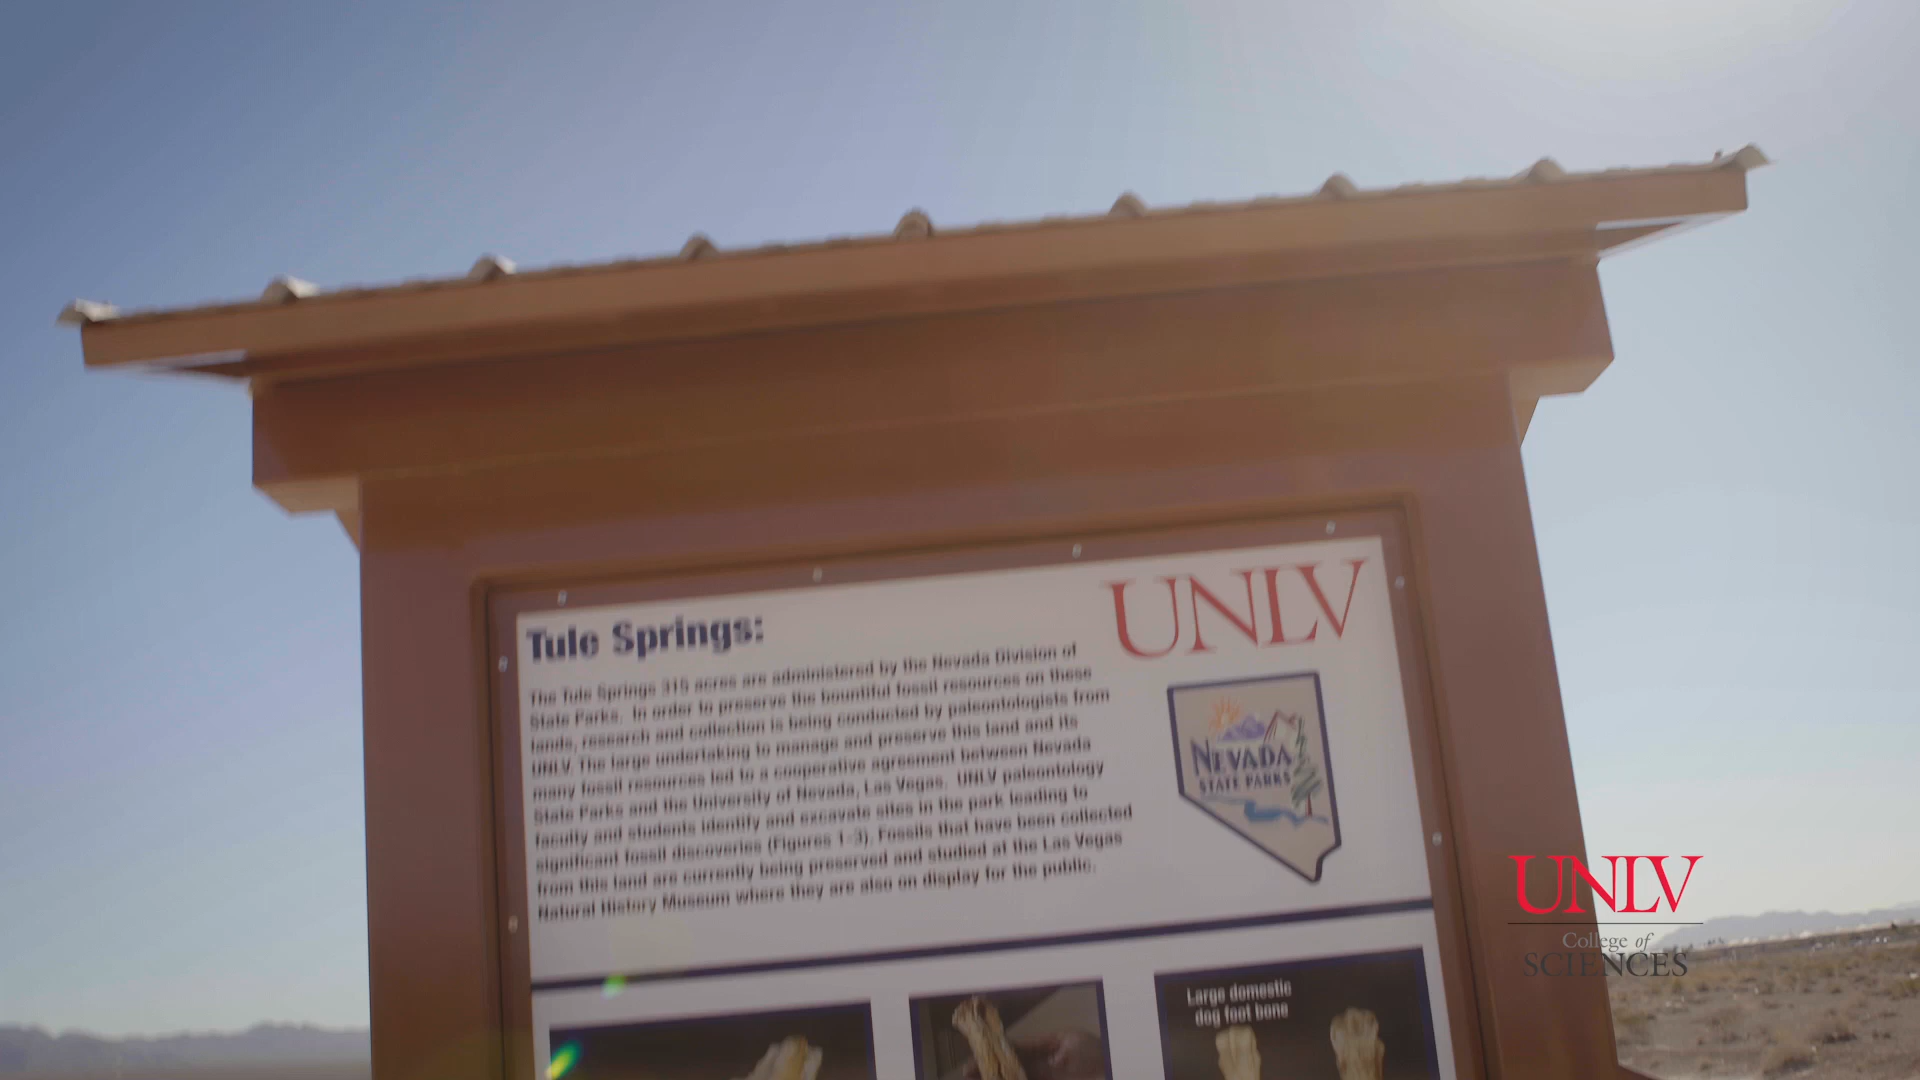 Tule Springs:
UNLV
The Tule Springs 315 acres are administered by the Nevada Division of
State Parks. In order to preserve the bountiful fossil resources on these
lands, research and collection is being conducted by paleontologists from
UNLV. The large undertaking to manage and preserve this land and its
many fossil resources led to a cooperative agreement between Nevada
State Parks and the University of Nevada, Las Vegas. UNLV paleontology
faculty and students identify and excavate sites in the park leading to
significant fossil discoveries (Figures 1-3). Fossils that have been collected
from this land are currently being preserved and studied at the Las Vegas
Natural History Museum where they are also on display for the public.
NEVADA
STATE PARKS
Large domestic
dog foot bone
UNLV
College of
SCIENCES